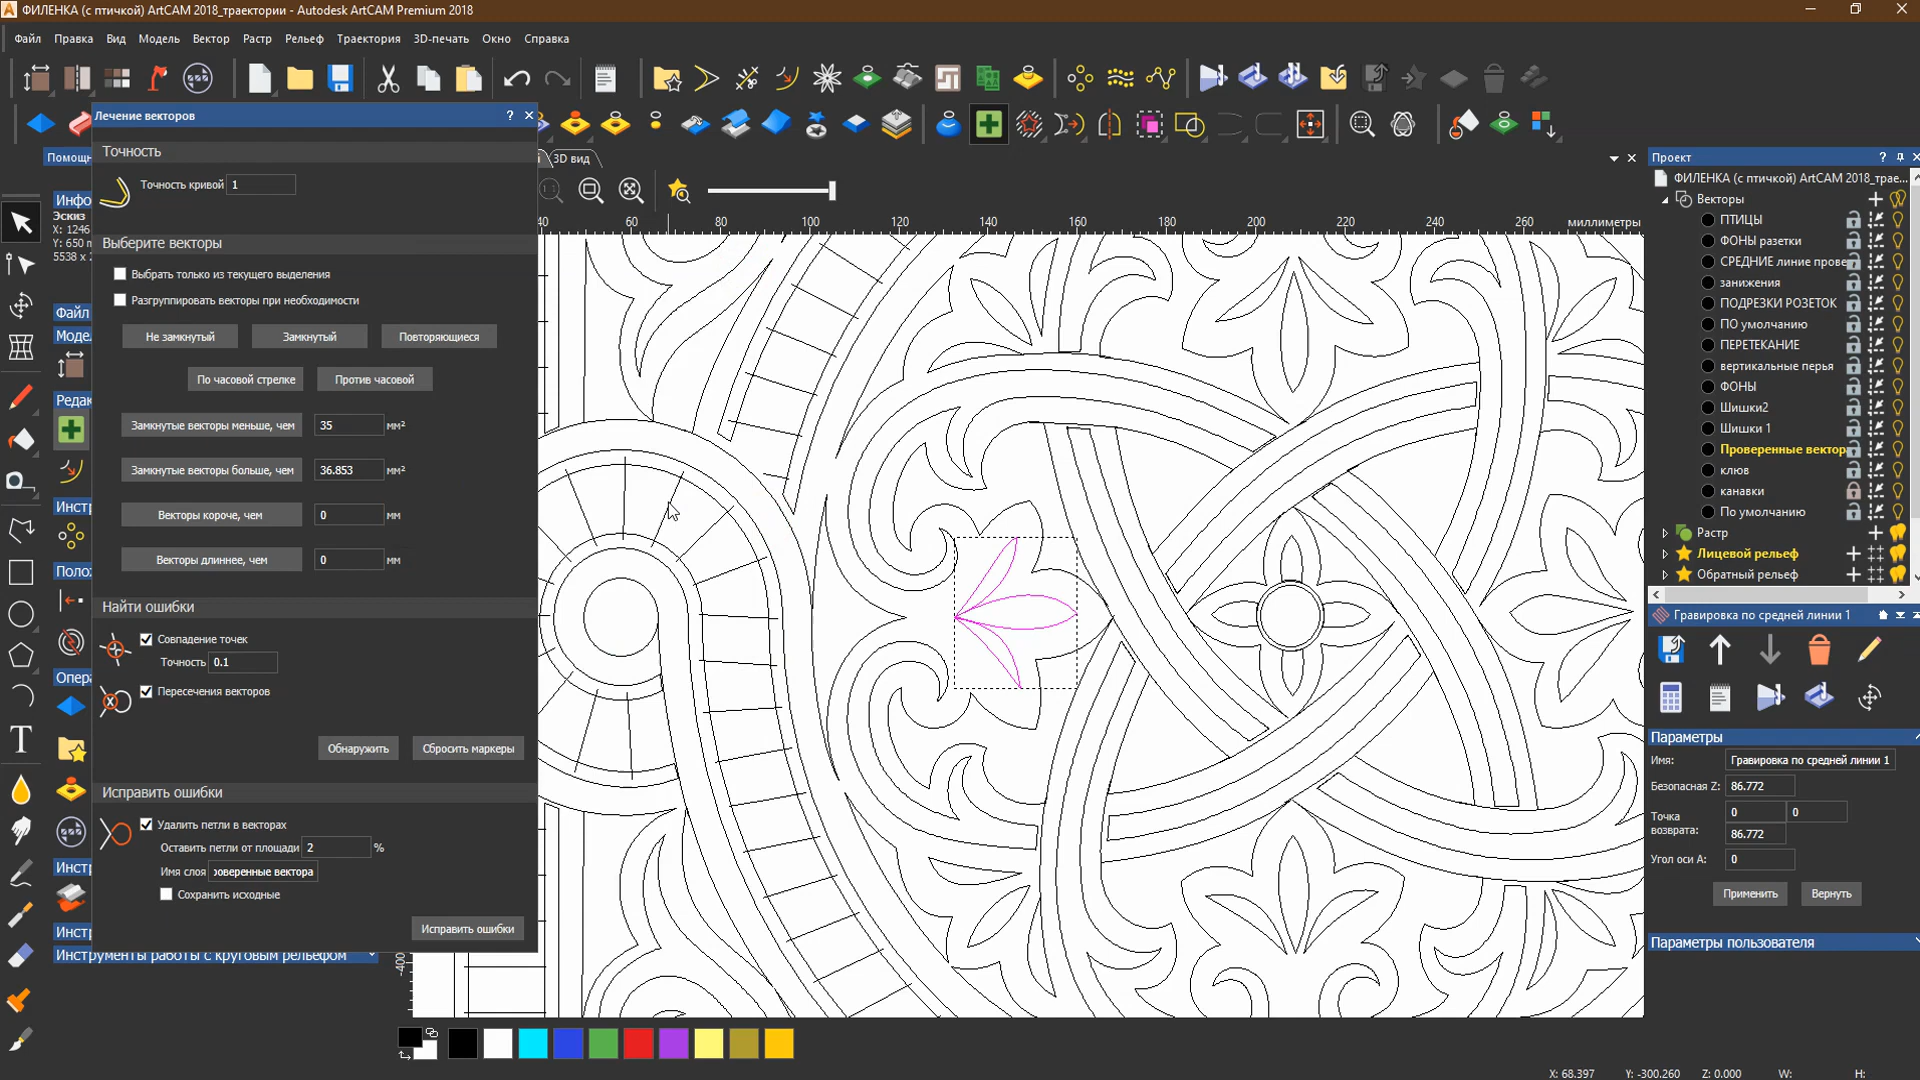 ФИЛЕНКА (с птичкой) ArtCAM 2018_траектории - Autodesk ArtCAM Premium 2018
Файл Правка Вид Модель Вектор Растр Рельеф Траектория 3D-печать Окно Справка
Помощн
Инфо
Эскиз
X: 1246
Y: 650 m
5538 x 2
Файл
Моде
Редак
Инст
Поло
Опер
Инст
Инст
Инструменты работы с круговым рельефом
Лечение векторов ?
Точность
Точность кривой 1
Выберите векторы
Выбрать только из текущего выделения
Разгруппировать векторы при необходимости
Не замкнутый Замкнутый Повторяющиеся
По часовой стрелке Против часовой
Замкнутые векторы меньше, чем 35 мм²
Замкнутые векторы больше, чем 36.853 мм²
Векторы короче, чем 0 мм
Векторы длиннее, чем 0 мм
Найти ошибки
Совпадение точек
Точность 0.1
Пересечения векторов
Обнаружить Сбросить маркеры
Исправить ошибки
Удалить петли в векторах
Оставить петли от площади 2 %
Имя слоя роверенные вектора
Сохранить исходные
Исправить ошибки
3D вид
40 60 80 100 120 140 160 180 200 220 240 260 миллиметры
-400
Проект ?
ФИЛЕНКА (с птичкой) ArtCAM 2018_трае...
Векторы
ПТИЦЫ
ФОНЫ разетки
СРЕДНИЕ линие прове
занижения
ПОДРЕЗКИ РОЗЕТОК
ПО умолчанию
ПЕРЕТЕКАНИЕ
вертикальные перья
ФОНЫ
Шишки2
Шишки 1
Проверенные вектор
клюв
канавки
По умолчанию
Растр
Лицевой рельеф
Обратный рельеф
Гравировка по средней линии 1
Параметры
Имя: Гравировка по средней линии 1
Безопасная Z: 86.772
Точка возврата: 0 0
86.772
Угол оси A: 0
Применить Вернуть
Параметры пользователя
X: 68.397 Y: -300.260 Z: 0.000 W: H: